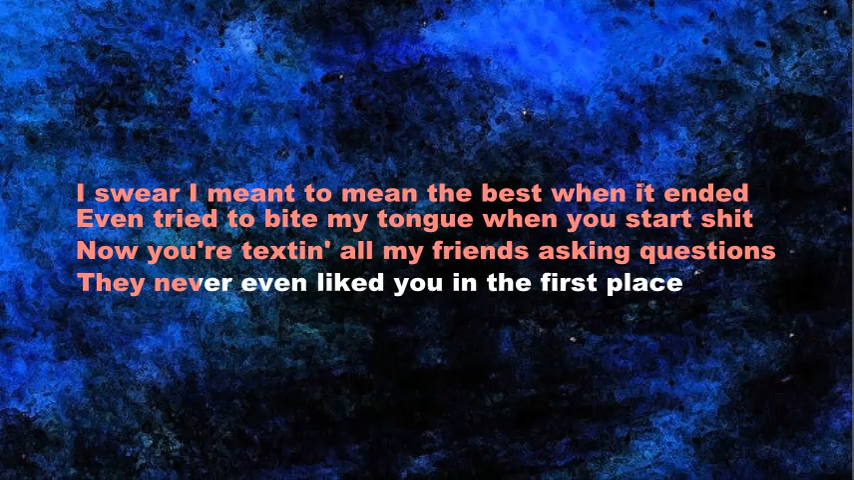 I swear I meant to mean the best when it ended
Even tried to bite my tongue when you start shit
Now you're textin' all my friends asking questions
They never even liked you in the first place